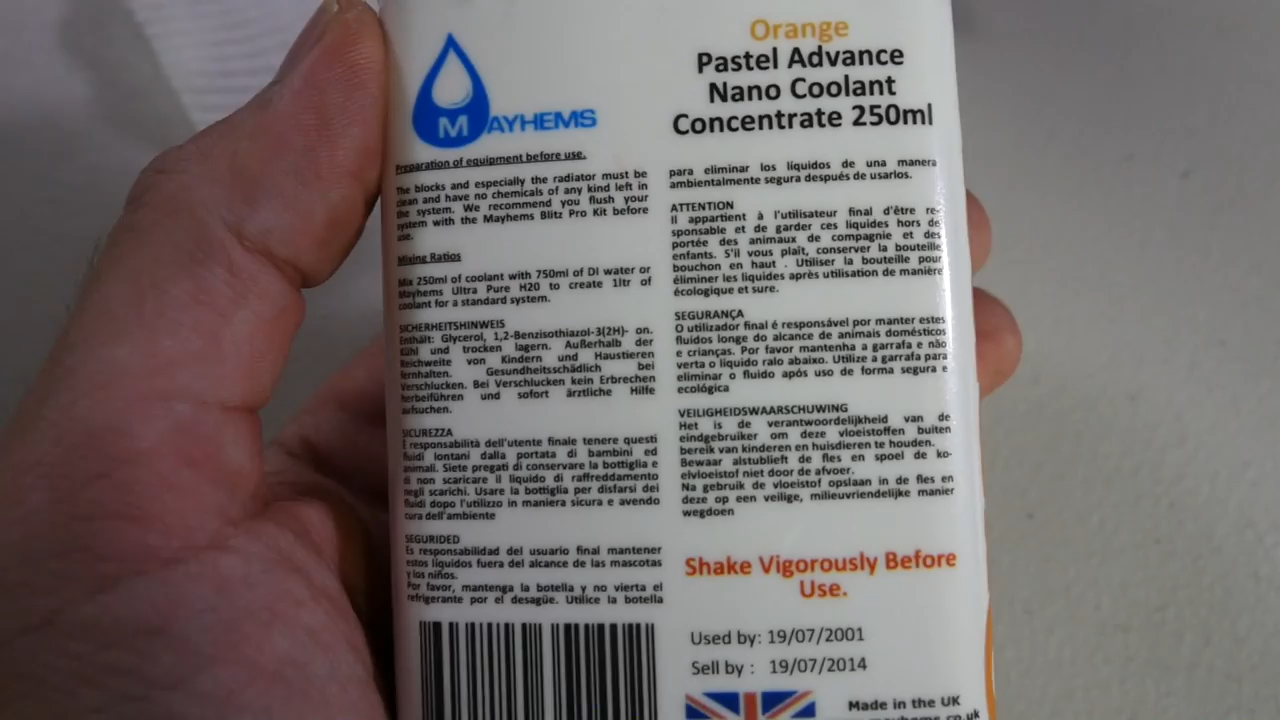 MAYHEMS
Preparation of equipment before use.
The blocks and especially the radiator must be
clean and have no chemicals of any kind left in
the system. We recommend you flush your
system with the Mayhems Blitz Pro Kit before
use.
Mixing Ratios
Mix 250ml of coolant with 750ml of DI water or
Mayhems Ultra Pure H20 to create 1ltr of
coolant for a standard system.
SICHERHEITSHINWEIS
Enthält: Glycerol, 1,2-Benzisothiazol-3(2H)- on.
Kühl und trocken lagern. Außerhalb der
Reichweite von Kindern und Haustieren
fernhalten. Gesundheitsschädlich bei
Verschlucken. Bei Verschlucken kein Erbrechen
herbeiführen und sofort ärztliche Hilfe
aufsuchen.
SICUREZZA
È responsabilità dell'utente finale tenere questi
fluidi lontani dalla portata di bambini ed
animali. Siete pregati di conservare la bottiglia e
di non scaricare il liquido di raffreddamento
negli scarichi. Usare la bottiglia per disfarsi dei
fluidi dopo l'utilizzo in maniera sicura e avendo
cura dell'ambiente
SEGURIDED
Es responsabilidad del usuario final mantener
estos líquidos fuera del alcance de las mascotas
y los niños.
Por favor, mantenga la botella y no vierta el
refrigerante por el desagüe. Utilice la botella
Orange
Pastel Advance
Nano Coolant
Concentrate 250ml
para eliminar los líquidos de una manera
ambientalmente segura después de usarlos.
ATTENTION
Il appartient à l'utilisateur final d'être re-
sponsable et de garder ces liquides hors de
portée des animaux de compagnie et des
enfants. S'il vous plaît, conserver la bouteille
bouchon en haut . Utiliser la bouteille pour
éliminer les liquides après utilisation de manière
écologique et sure.
SEGURANÇA
O utilizador final é responsável por manter estes
fluidos longe do alcance de animais domésticos
e crianças. Por favor mantenha a garrafa e não
verta o líquido ralo abaixo. Utilize a garrafa para
eliminar o fluido após uso de forma segura e
ecológica
VEILIGHEIDSWAARSCHUWING
Het is de verantwoordelijkheid van de
eindgebruiker om deze vloeistoffen buiten
bereik van kinderen en huisdieren te houden.
Bewaar alstublieft de fles en spoel de ko-
elvloeistof niet door de afvoer.
Na gebruik de vloeistof opslaan in de fles en
deze op een veilige, milieuvriendelijke manier
wegdoen
Shake Vigorously Before
Use.
Used by: 19/07/2001
Sell by : 19/07/2014
Made in the UK